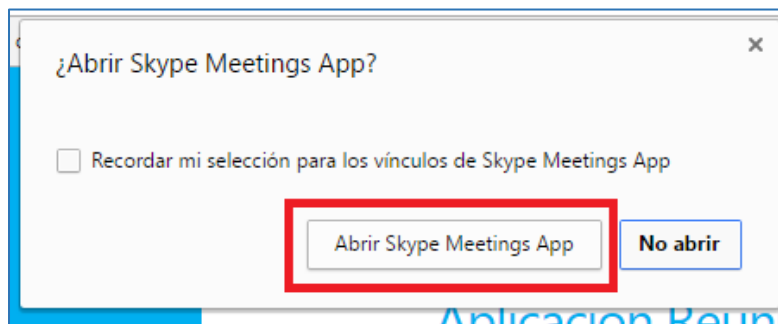 ¿Abrir Skype Meetings App?
Recordar mi selección para los vínculos de Skype Meetings App
Abrir Skype Meetings App
No abrir
Aplicación